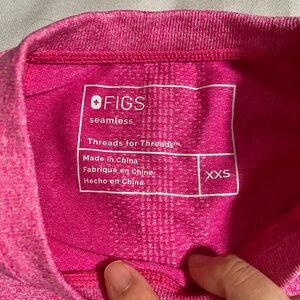 FIGS
seamless
Threads for Threads™
Made in China
Fabriqué en Chine
Hecho en China
XXS